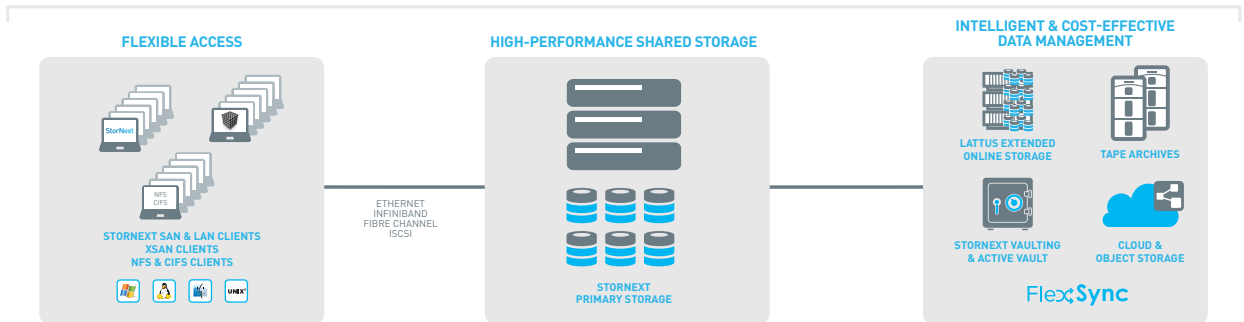 FLEXIBLE ACCESS
StorNext
NFS
CIFS
STORNEXT SAN & LAN CLIENTS
XSAN CLIENTS
NFS & CIFS CLIENTS
UNIX
ETHERNET
INFINIBAND
FIBRE CHANNEL
ISCSI
HIGH-PERFORMANCE SHARED STORAGE
STORNEXT
PRIMARY STORAGE
INTELLIGENT & COST-EFFECTIVE
DATA MANAGEMENT
LATTUS EXTENDED
ONLINE STORAGE
TAPE ARCHIVES
STORNEXT VAULTING
& ACTIVE VAULT
CLOUD &
OBJECT STORAGE
FlexSync